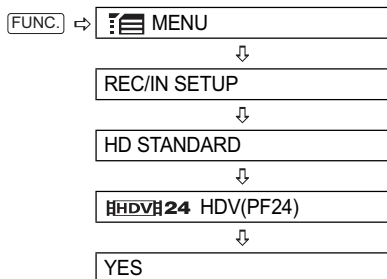 FUNC. ⇨ MENU
⇩
REC/IN SETUP
⇩
HD STANDARD
⇩
HDV 24 HDV(PF24)
⇩
YES